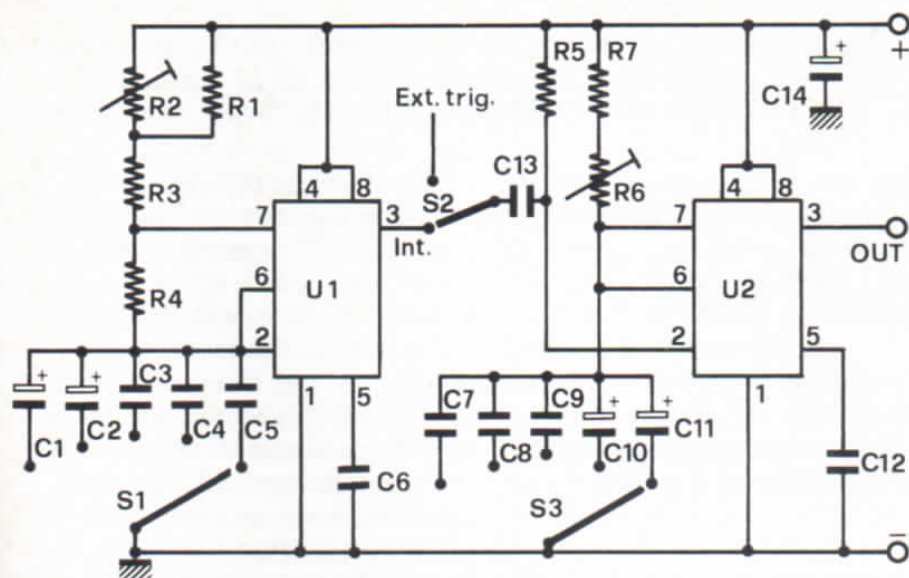 +
R5 R7
R2 R1
Ext. trig.
C14
+
R3
4 8
S2
C13
R6
4 8
7
3
Int.
7
3
OUT
R4
6
U1
6
U2
2
2
5
+ +
C3
1 5
C7
C9
+ +
1
C1 C2 C4 C5
C8 C10 C11
C12
S1
C6
S3
−